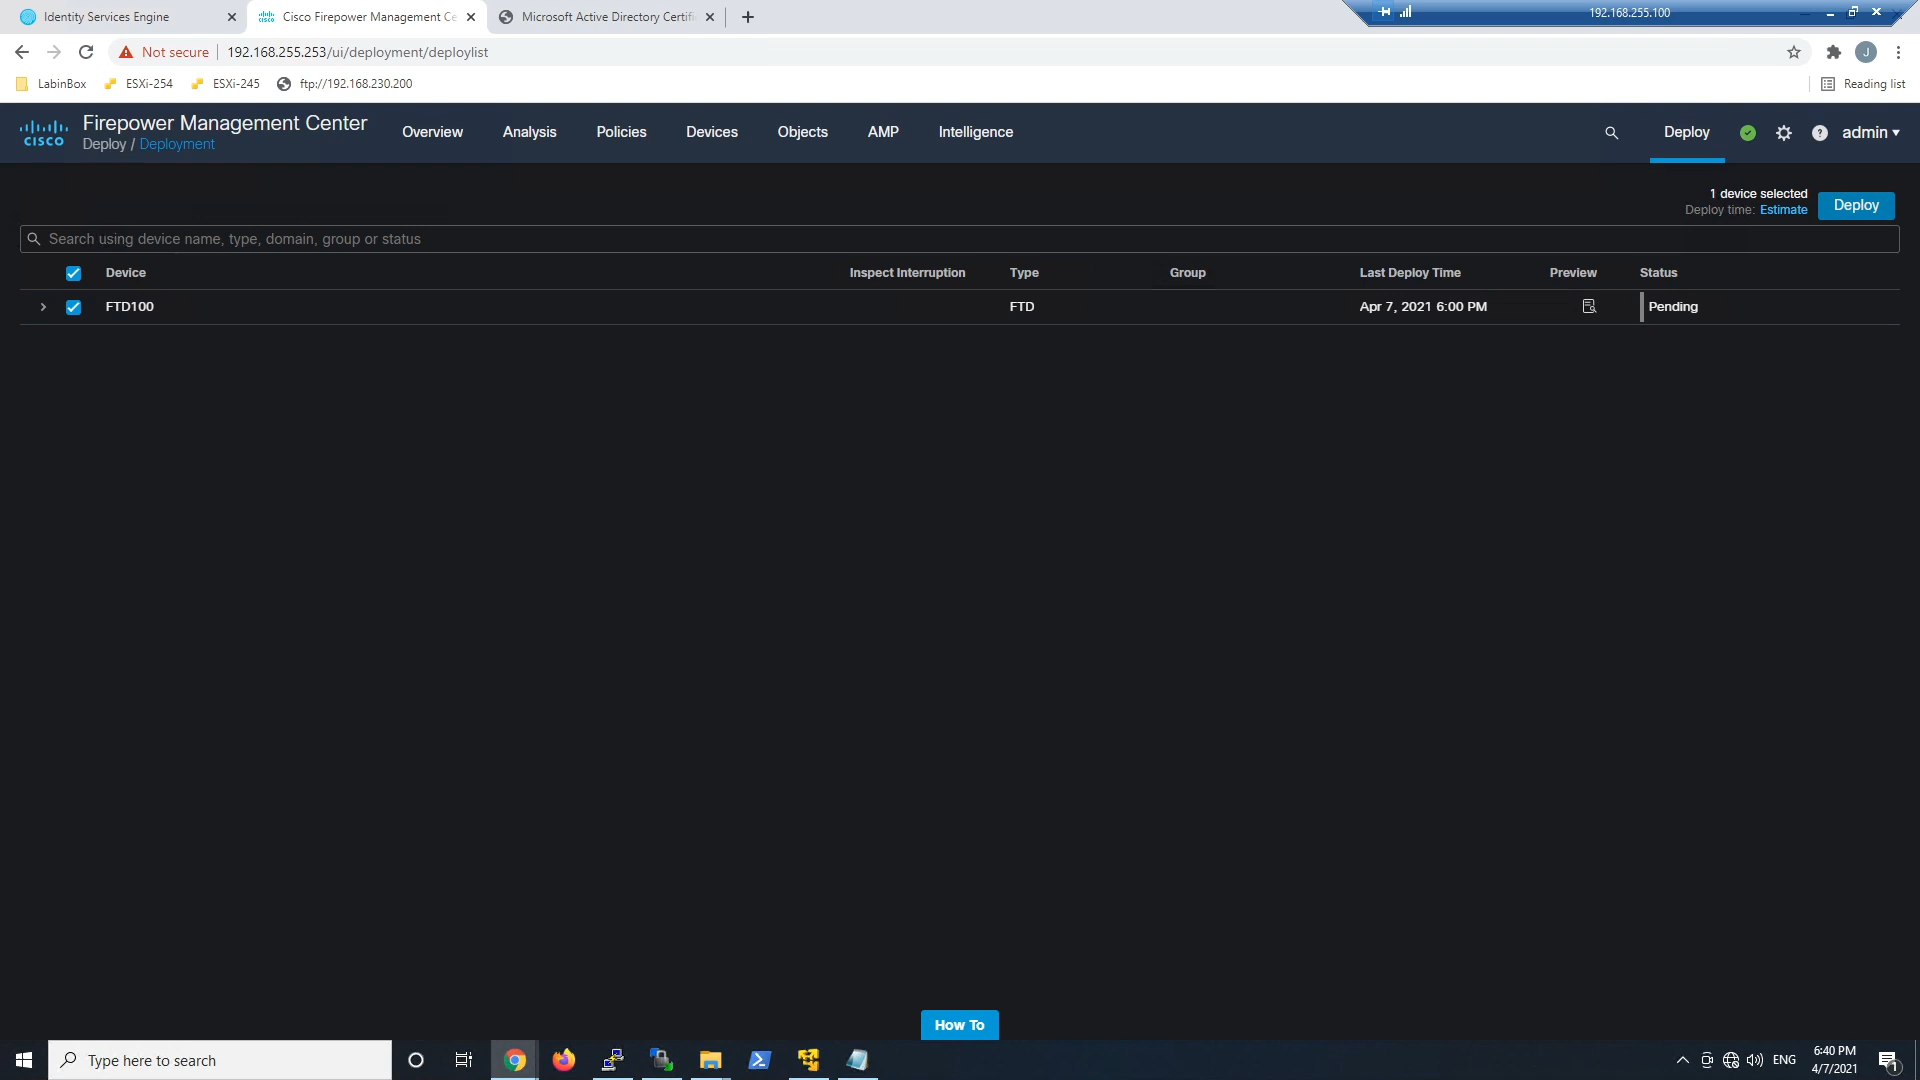 Identity Services Engine
Cisco Firepower Management Ce
Microsoft Active Directory Certifi
192.168.255.100
Not secure
192.168.255.253/ui/deployment/deploylist
J
LabinBox
ESXi-254
ESXi-245
ftp://192.168.230.200
Reading list
CISCO
Firepower Management Center
Deploy / Deployment
Overview
Analysis
Policies
Devices
Objects
AMP
Intelligence
Deploy
admin
1 device selected
Deploy time: Estimate
Deploy
Search using device name, type, domain, group or status
Device
Inspect Interruption
Type
Group
Last Deploy Time
Preview
Status
FTD100
FTD
Apr 7, 2021 6:00 PM
Pending
How To
Type here to search
ENG
6:40 PM
4/7/2021
1